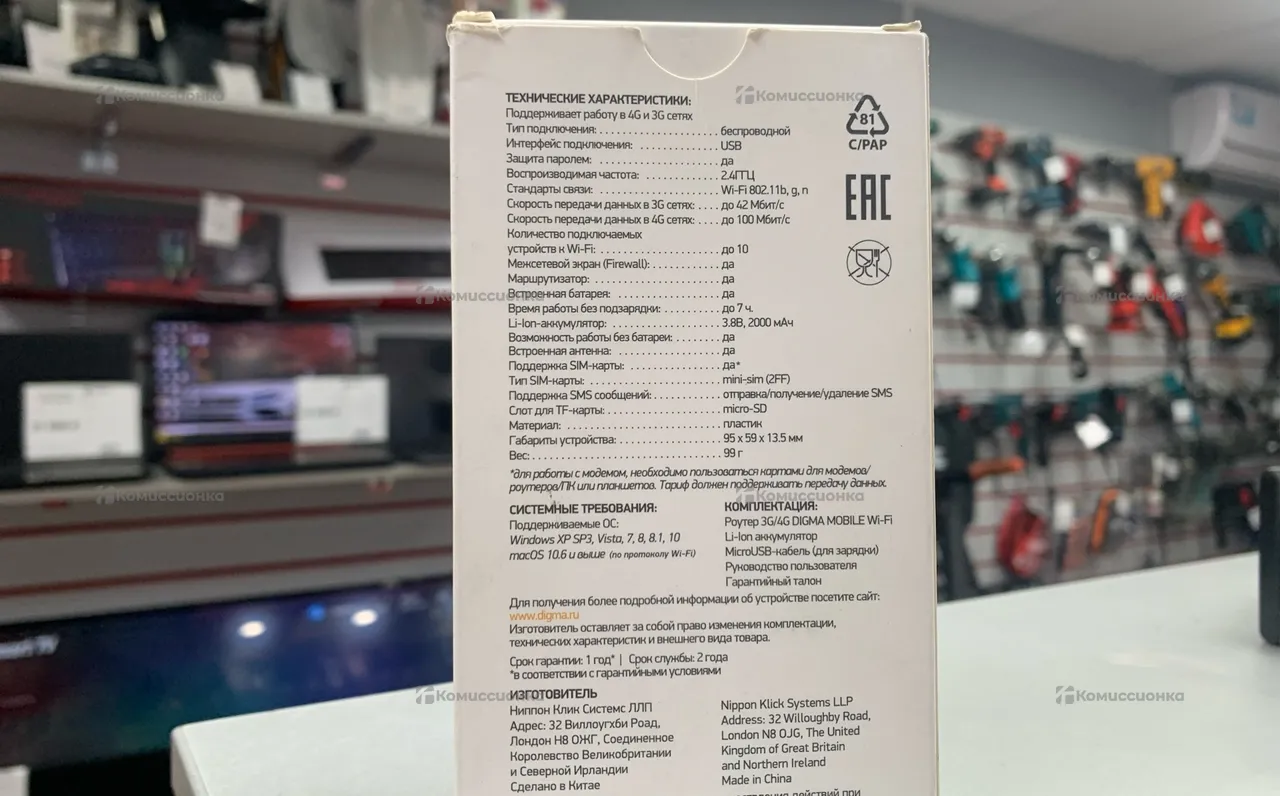 ТЕХНИЧЕСКИЕ ХАРАКТЕРИСТИКИ:
Поддерживает работу в 4G и 3G сетях
Тип подключения: . . . . . . . . . . . . . . . . . . . . беспроводной
Интерфейс подключения: . . . . . . . . . . . . . USB
Защита паролем: . . . . . . . . . . . . . . . . . . . . да
Воспроизводимая частота: . . . . . . . . . . . . 2.4ГГЦ
Стандарты связи: . . . . . . . . . . . . . . . . . . . . Wi-Fi 802.11b, g, n
Скорость передачи данных в 3G сетях: . . . . до 42 Мбит/с
Скорость передачи данных в 4G сетях: . . . . до 100 Мбит/с
Количество подключаемых
устройств к Wi-Fi: . . . . . . . . . . . . . . . . . . . . до 10
Межсетевой экран (Firewall): . . . . . . . . . . . . да
Маршрутизатор: . . . . . . . . . . . . . . . . . . . . . да
Встроенная батарея: . . . . . . . . . . . . . . . . . да
Время работы без подзарядки: . . . . . . . . . . до 7 ч.
Li-Ion-аккумулятор: . . . . . . . . . . . . . . . . . . 3.8В, 2000 мАч
Возможность работы без батареи: . . . . . . . . да
Встроенная антенна: . . . . . . . . . . . . . . . . . да
Поддержка SIM-карты: . . . . . . . . . . . . . . . да*
Тип SIM-карты: . . . . . . . . . . . . . . . . . . . . . mini-sim (2FF)
Поддержка SMS сообщений: . . . . . . . . . . . . отправка/получение/удаление SMS
Слот для TF-карты: . . . . . . . . . . . . . . . . . . . micro-SD
Материал: . . . . . . . . . . . . . . . . . . . . . . . . . пластик
Габариты устройства: . . . . . . . . . . . . . . . . . 95 x 59 x 13.5 мм
Вес: . . . . . . . . . . . . . . . . . . . . . . . . . . . . . . 99 г
*для работы с модемом, необходимо пользоваться картами для модемов/
роутеров/ПК или планшетов. Тариф должен поддерживать передачу данных.
81
C/PAP
EAC
СИСТЕМНЫЕ ТРЕБОВАНИЯ:
Поддерживаемые ОС:
Windows XP SP3, Vista, 7, 8, 8.1, 10
macOS 10.6 и выше (по протоколу Wi-Fi)
КОМПЛЕКТАЦИЯ:
Роутер 3G/4G DIGMA MOBILE Wi-Fi
Li-Ion аккумулятор
MicroUSB-кабель (для зарядки)
Руководство пользователя
Гарантийный талон
Для получения более подробной информации об устройстве посетите сайт:
www.digma.ru
Изготовитель оставляет за собой право изменения комплектации,
технических характеристик и внешнего вида товара.
Срок гарантии: 1 год* | Срок службы: 2 года
*в соответствии с гарантийными условиями
ИЗГОТОВИТЕЛЬ
Ниппон Клик Системс ЛЛП
Адрес: 32 Виллоугхби Роад,
Лондон Н8 ОЖГ, Соединенное
Королевство Великобритании
и Северной Ирландии
Сделано в Китае
Nippon Klick Systems LLP
Address: 32 Willoughby Road,
London N8 OJG, The United
Kingdom of Great Britain
and Northern Ireland
Made in China
Комиссионка
Комиссионка
Комиссионка
Комиссионка
Комиссионка
Комиссионка
Комиссионка
Комиссионка